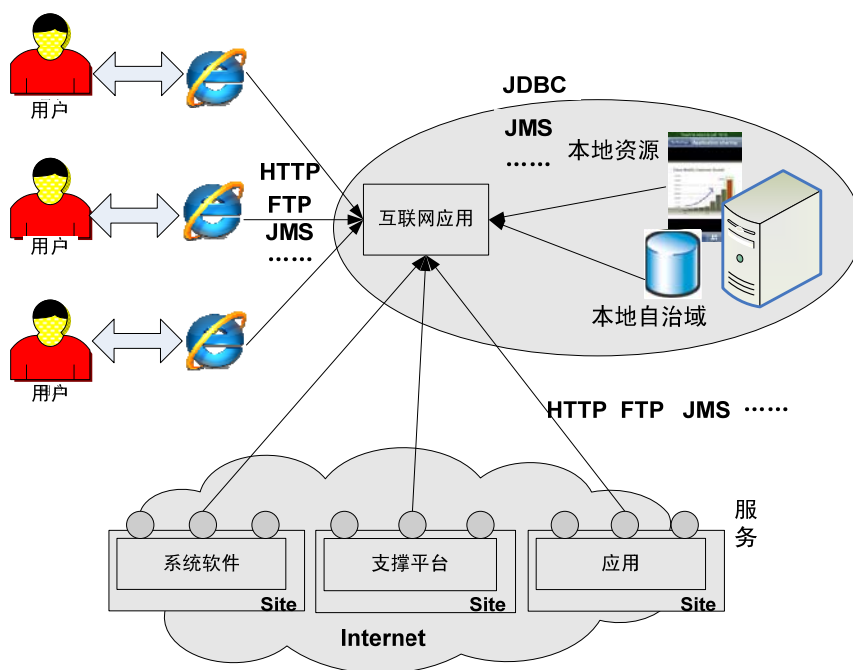 用户
用户
用户
HTTP
FTP
JMS
……
互联网应用
JDBC
JMS
……
本地资源
本地自治域
HTTP FTP JMS ……
服务
系统软件
Site
支撑平台
Site
应用
Site
Internet